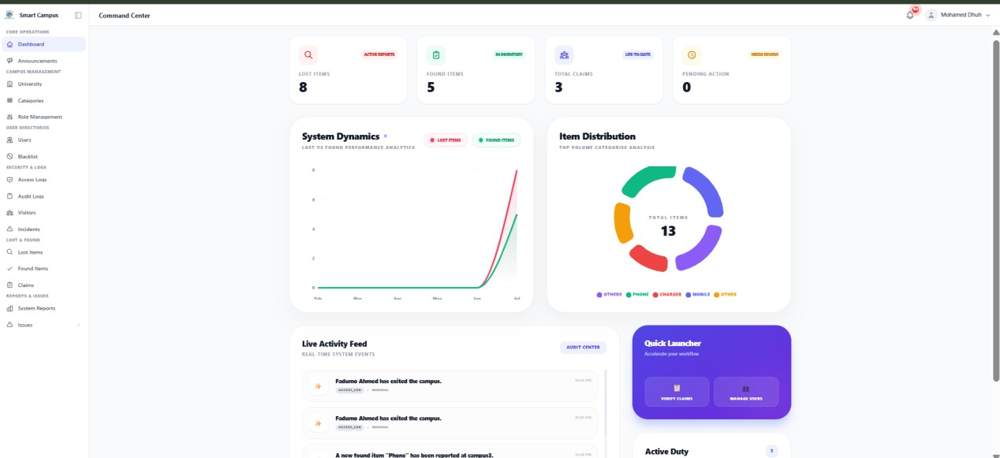 Smart Campus
Command Center
9+
Mohamed Dhuh
CORE OPERATIONS
Dashboard
Announcements
CAMPUS MANAGEMENT
University
Categories
Role Management
USER DIRECTORIES
Users
Blacklist
SECURITY & LOGS
Access Logs
Audit Logs
Visitors
Incidents
LOST & FOUND
Lost Items
Found Items
Claims
REPORTS & ISSUES
System Reports
Issues
ACTIVE REPORTS
LOST ITEMS
8
IN INVENTORY
FOUND ITEMS
5
LIFE-TO-DATE
TOTAL CLAIMS
3
NEEDS REVIEW
PENDING ACTION
0
System Dynamics
LOST VS FOUND PERFORMANCE ANALYTICS
LOST ITEMS
FOUND ITEMS
8
6
4
2
0
Feb Mar Apr May Jun Jul
Item Distribution
TOP VOLUME CATEGORIES ANALYSIS
TOTAL ITEMS
13
OTHERS PHONE CHARGER MOBILE OTHER
Live Activity Feed
REAL-TIME SYSTEM EVENTS
AUDIT CENTER
Fadumo Ahmed has exited the campus.
ACCESS_LOG • GENERAL
Fadumo Ahmed has exited the campus.
ACCESS_LOG • GENERAL
A new found item "Phone" has been reported at campus3.
Quick Launcher
Accelerate your workflow
VERIFY CLAIMS
MANAGE USERS
Active Duty
3